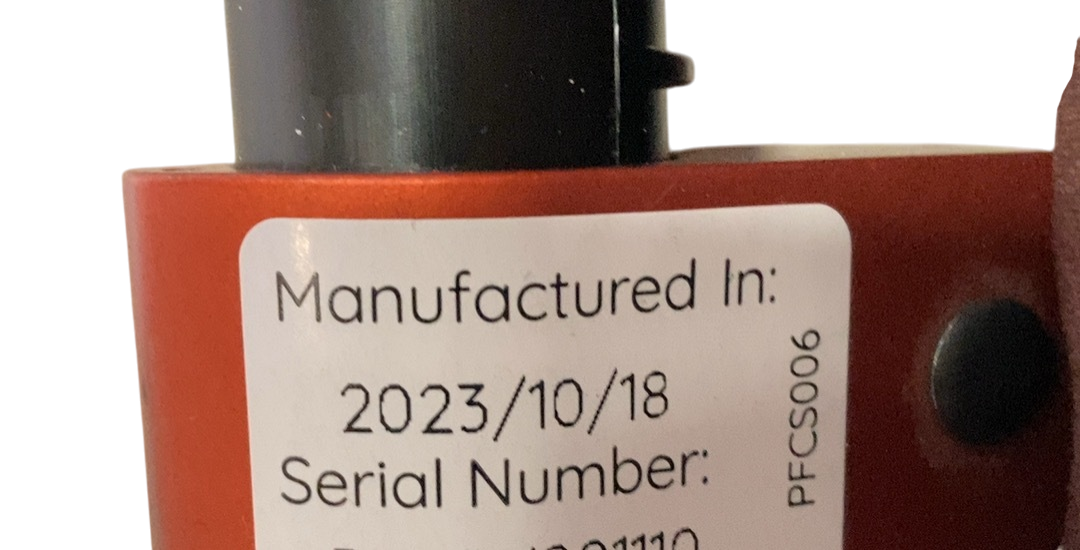 Manufactured In:
2023/10/18
Serial Number:
PFCS006